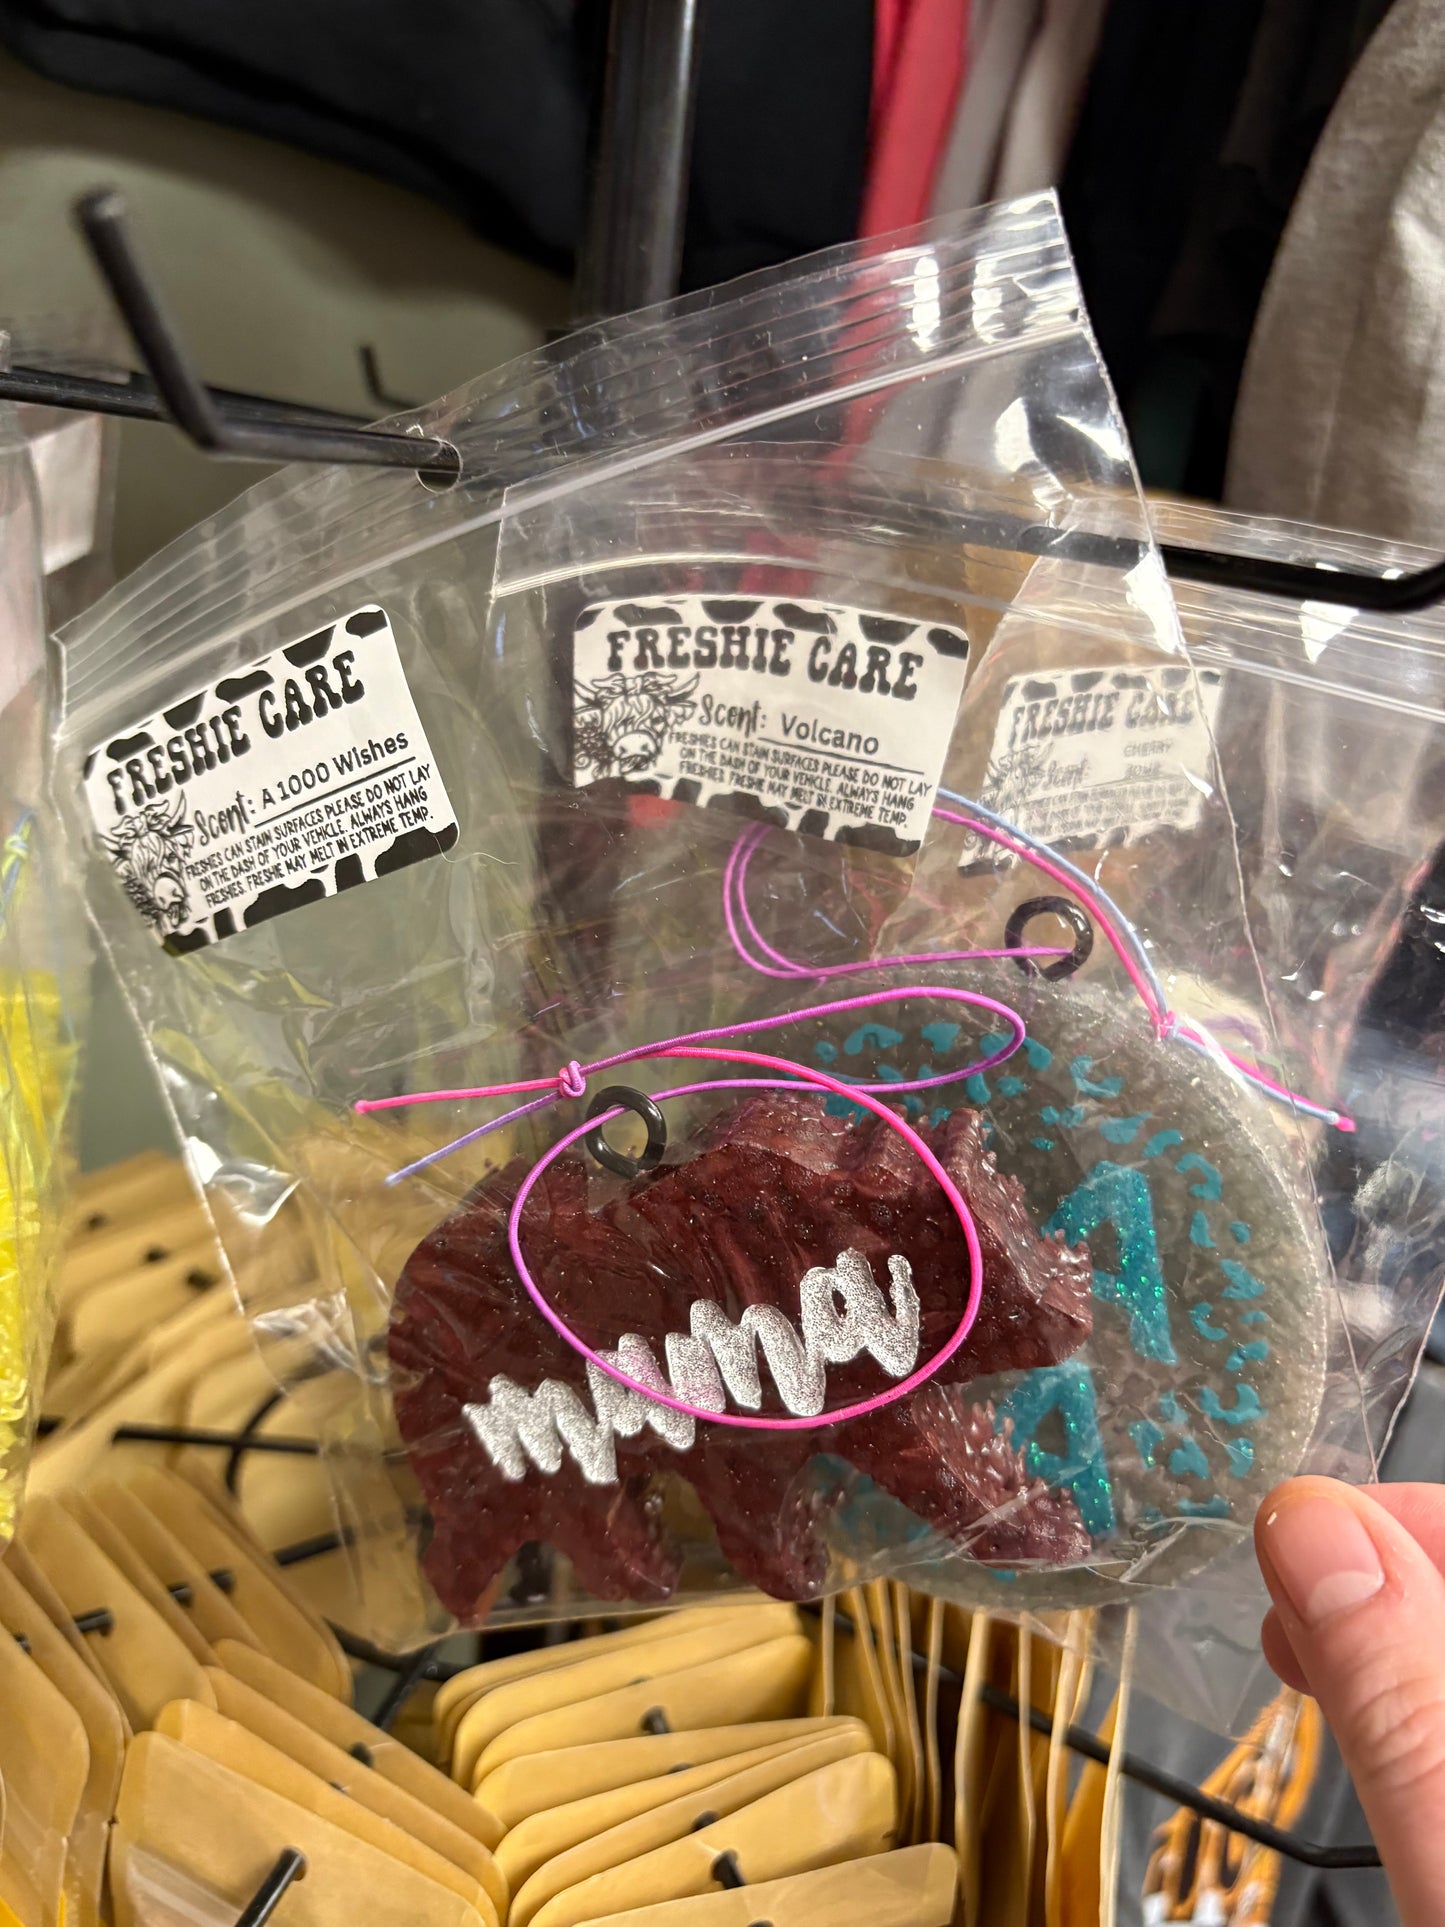 FRESHIE CARE
Scent: A 1000 Wishes
FRESHIES CAN STAIN SURFACES PLEASE DO NOT LAY
ON THE DASH OF YOUR VEHICLE. ALWAYS HANG
FRESHIES. FRESHIE MAY MELT IN EXTREME TEMP.
FRESHIE CARE
Scent: Volcano
FRESHIES CAN STAIN SURFACES PLEASE DO NOT LAY
ON THE DASH OF YOUR VEHICLE. ALWAYS HANG
FRESHIES. FRESHIE MAY MELT IN EXTREME TEMP.
FRESHIE CARE
CHERRY
Scent:
mama